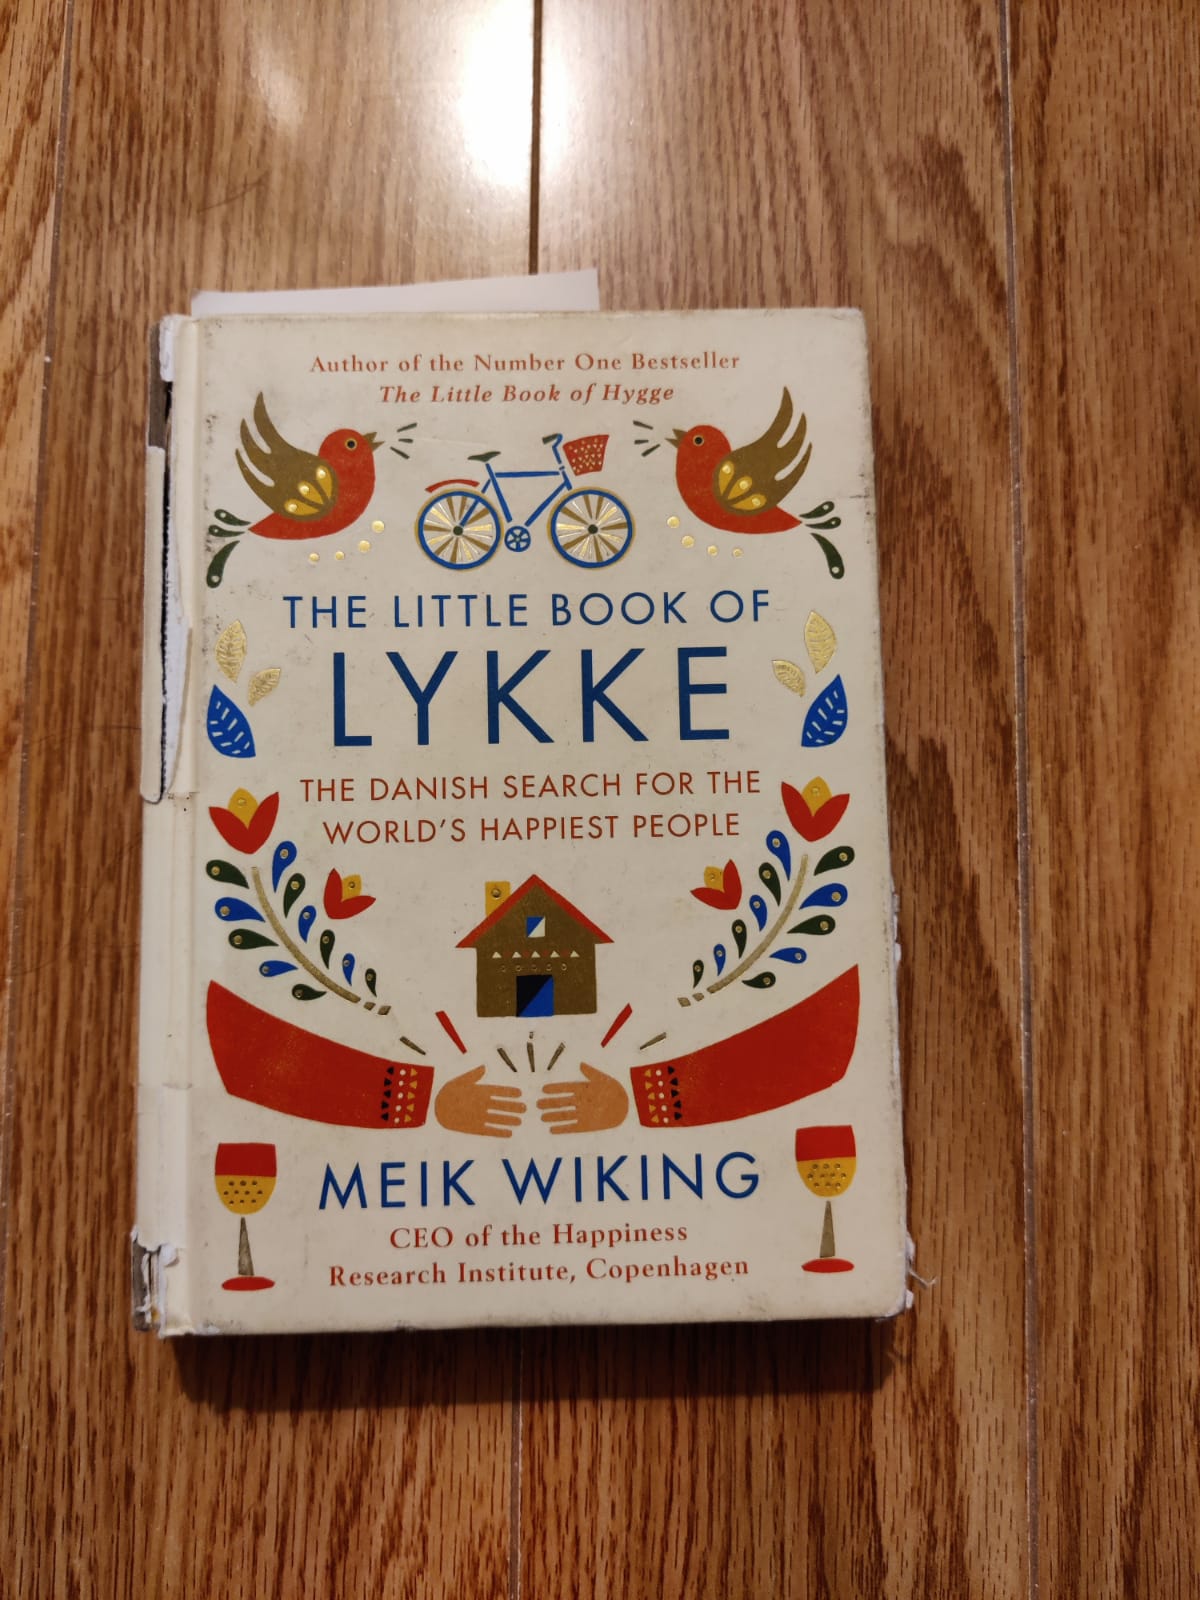 Author of the Number One Bestseller
The Little Book of Hygge
THE LITTLE BOOK OF
LYKKE
THE DANISH SEARCH FOR THE
WORLD'S HAPPIEST PEOPLE
MEIK WIKING
CEO of the Happiness
Research Institute, Copenhagen